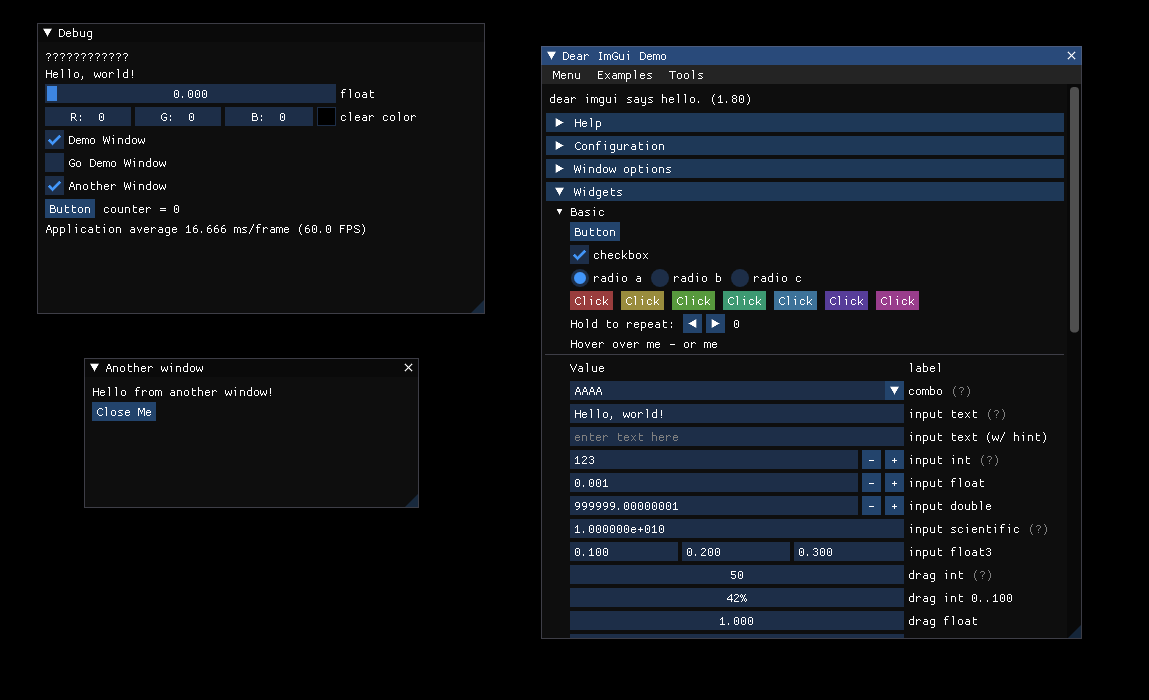 Debug
????????????
Hello, world!
0.000 float
R: 0 G: 0 B: 0 clear color
Demo Window
Go Demo Window
Another Window
Button counter = 0
Application average 16.666 ms/frame (60.0 FPS)
Another window
Hello from another window!
Close Me
Dear ImGui Demo
Menu Examples Tools
dear imgui says hello. (1.80)
Help
Configuration
Window options
Widgets
Basic
Button
checkbox
radio a radio b radio c
Click Click Click Click Click Click Click
Hold to repeat: 0
Hover over me - or me
Value label
AAAA combo (?)
Hello, world! input text (?)
enter text here input text (w/ hint)
123 - + input int (?)
0.001 - + input float
999999.00000001 - + input double
1.000000e+010 input scientific (?)
0.100 0.200 0.300 input float3
50 drag int (?)
42% drag int 0..100
1.000 drag float